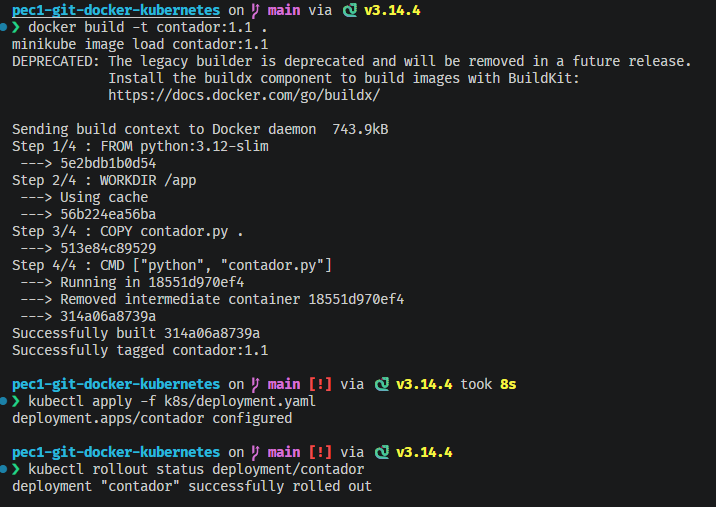 pec1-git-docker-kubernetes on main via v3.14.4
❯ docker build -t contador:1.1 .
minikube image load contador:1.1
DEPRECATED: The legacy builder is deprecated and will be removed in a future release.
            Install the buildx component to build images with BuildKit:
            https://docs.docker.com/go/buildx/

Sending build context to Docker daemon  743.9kB
Step 1/4 : FROM python:3.12-slim
 ---> 5e2bdb1b0d54
Step 2/4 : WORKDIR /app
 ---> Using cache
 ---> 56b224ea56ba
Step 3/4 : COPY contador.py .
 ---> 513e84c89529
Step 4/4 : CMD ["python", "contador.py"]
 ---> Running in 18551d970ef4
 ---> Removed intermediate container 18551d970ef4
 ---> 314a06a8739a
Successfully built 314a06a8739a
Successfully tagged contador:1.1

pec1-git-docker-kubernetes on main [!] via v3.14.4 took 8s
❯ kubectl apply -f k8s/deployment.yaml
deployment.apps/contador configured

pec1-git-docker-kubernetes on main [!] via v3.14.4
❯ kubectl rollout status deployment/contador
deployment "contador" successfully rolled out